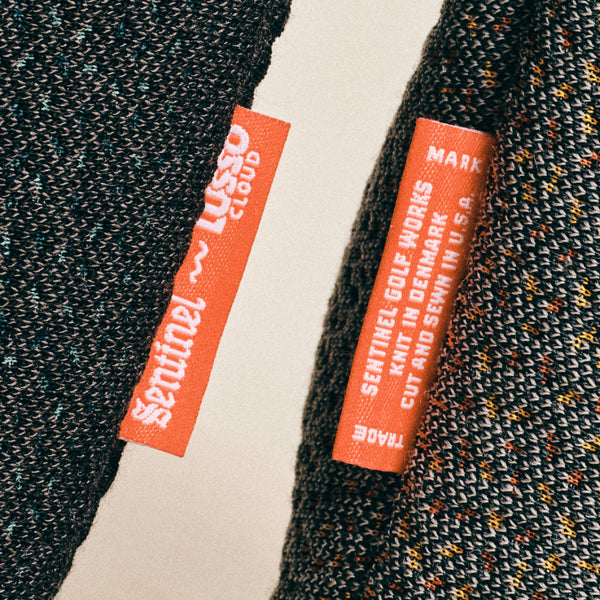 Sentinel ~ LUSSO
CLOUD
MARK
SENTINEL GOLF WORKS
KNIT IN DENMARK
CUT AND SEWN IN U.S.A.
TRADE